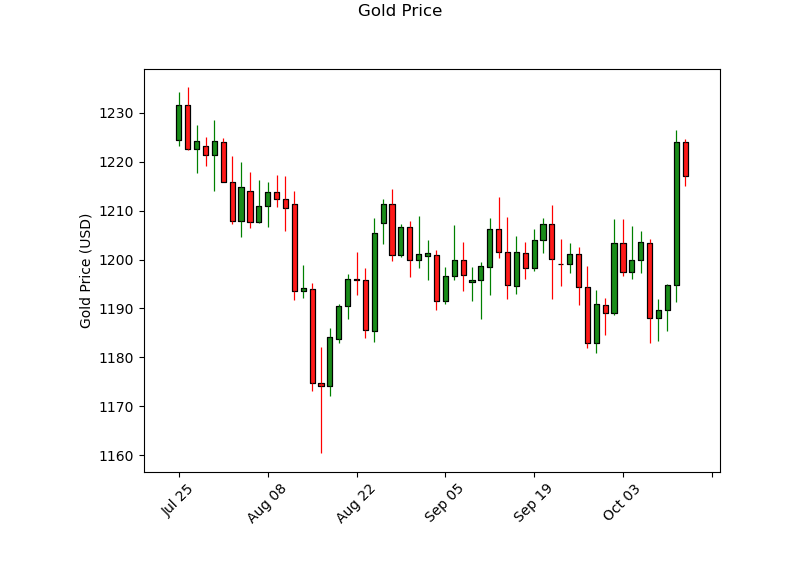 Gold Price
Gold Price (USD)
1230
1220
1210
1200
1190
1180
1170
1160
Jul 25
Aug 08
Aug 22
Sep 05
Sep 19
Oct 03